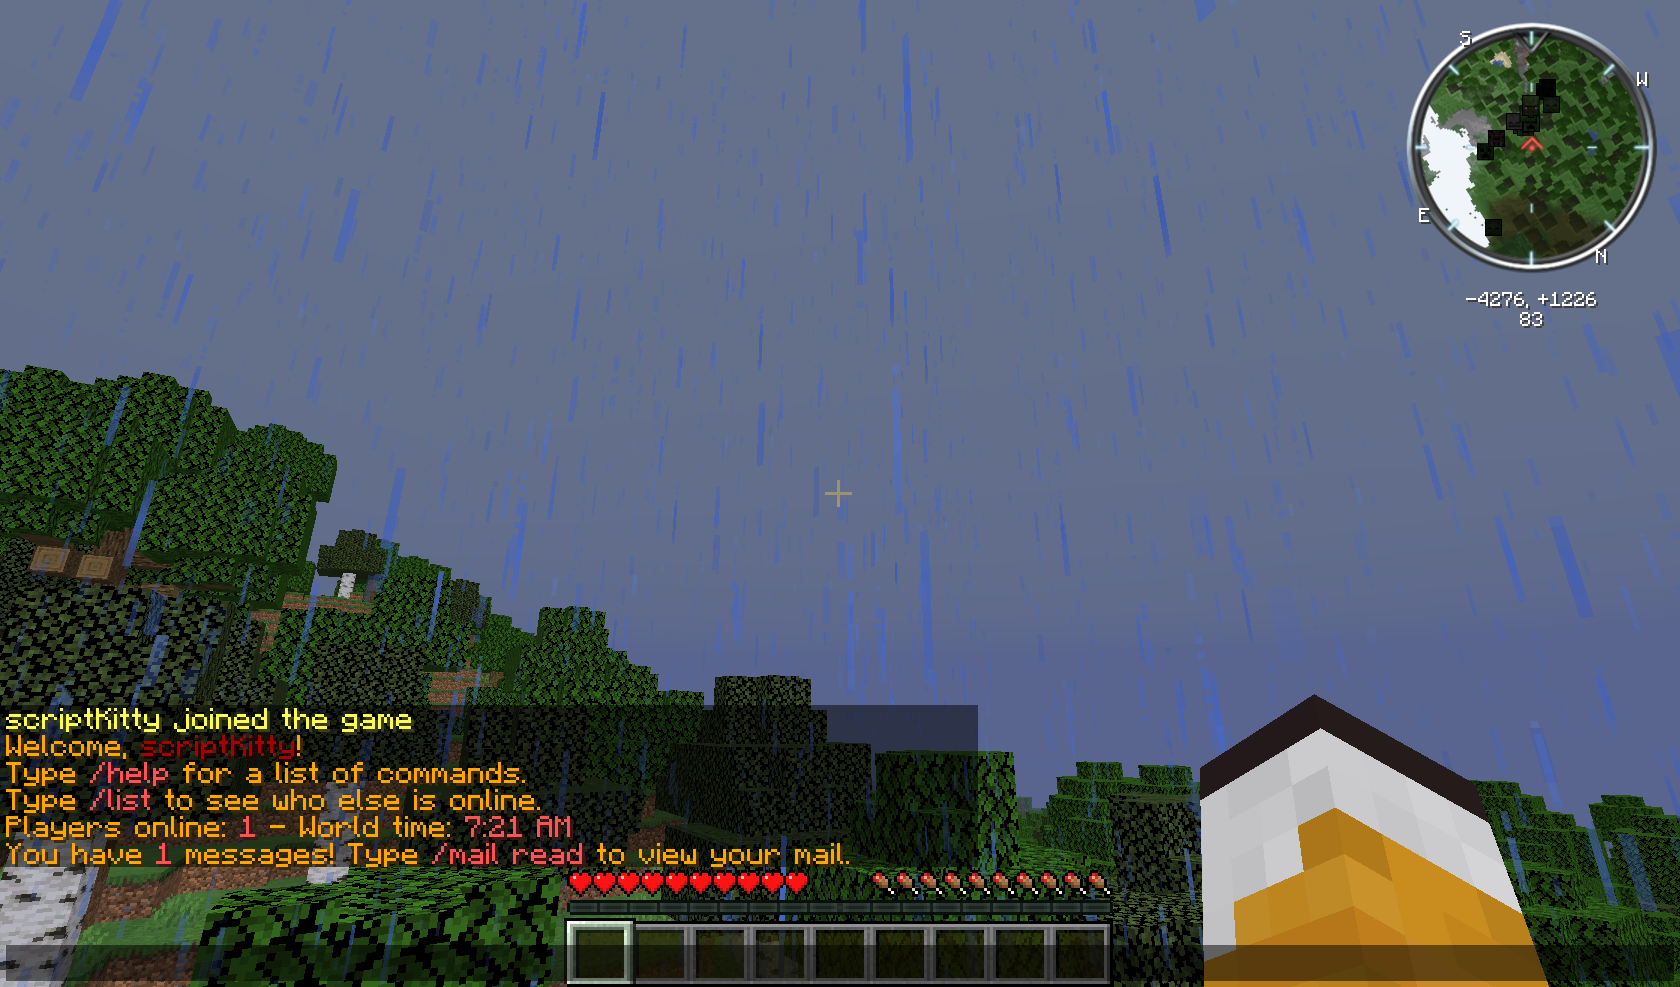 S
W
E
N
-4276, +1226
83
scriptKitty joined the game
Welcome, scriptKitty!
Type /help for a list of commands.
Type /list to see who else is online.
Players online: 1 - World time: 7:21 AM
You have 1 messages! Type /mail read to view your mail.